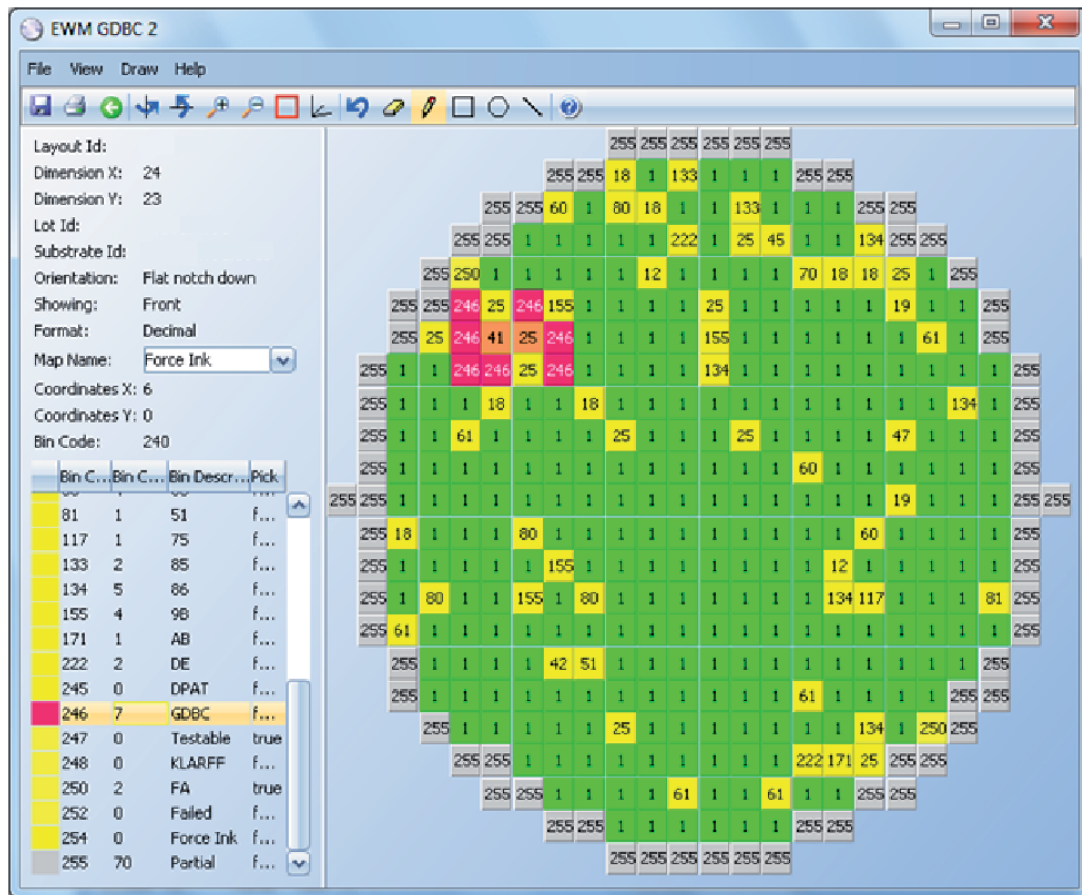 EWM GDBC 2
File View Draw Help
Layout Id:
Dimension X: 24
Dimension Y: 23
Lot Id:
Substrate Id:
Orientation: Flat notch down
Showing: Front
Format: Decimal
Map Name: Force Ink
Coordinates X: 6
Coordinates Y: 0
Bin Code: 240
Bin C... Bin C... Bin Descr... Pick
81 1 51 f...
117 1 75 f...
133 2 85 f...
134 5 86 f...
155 4 9B f...
171 1 AB f...
222 2 DE f...
245 0 DPAT f...
246 7 GDBC f...
247 0 Testable true
248 0 KLARFF f...
250 2 FA true
252 0 Failed f...
254 0 Force Ink f...
255 70 Partial f...
255 255 255 255 255 255
255 255 18 1 133 1 1 1 255 255
255 255 60 1 80 18 1 1 133 1 1 1 255 255
255 255 1 1 1 1 1 222 1 25 45 1 1 134 255 255
255 250 1 1 1 1 1 12 1 1 1 1 70 18 18 25 1 255
255 255 246 25 246 155 1 1 1 1 25 1 1 1 1 1 19 1 1 255
255 25 246 41 25 246 1 1 1 1 155 1 1 1 1 1 1 61 1 255
255 1 1 246 246 25 246 1 1 1 1 134 1 1 1 1 1 1 1 1 1 255
255 1 1 1 18 1 1 18 1 1 1 1 1 1 1 1 1 1 1 134 1 255
255 1 1 61 1 1 1 1 25 1 1 1 25 1 1 1 1 47 1 1 1 255
255 1 1 1 1 1 1 1 1 1 1 1 1 1 60 1 1 1 1 1 1 255
255 255 1 1 1 1 1 1 1 1 1 1 1 1 1 1 1 1 19 1 1 1 255 255
255 18 1 1 1 80 1 1 1 1 1 1 1 1 1 1 60 1 1 1 1 255
255 1 1 1 1 1 155 1 1 1 1 1 1 1 1 12 1 1 1 1 1 255
255 1 80 1 1 155 1 80 1 1 1 1 1 1 1 134 117 1 1 1 81 255
255 61 1 1 1 1 1 1 1 1 1 1 1 1 1 1 1 1 1 1 1 255
255 1 1 1 1 42 51 1 1 1 1 1 1 1 1 1 1 1 1 255
255 1 1 1 1 1 1 1 1 1 1 1 1 61 1 1 1 1 255 255
255 1 1 1 1 1 25 1 1 1 1 1 1 1 134 1 250 255
255 255 1 1 1 1 1 1 1 1 1 222 171 25 255 255
255 255 1 1 1 1 61 1 1 61 1 1 255 255
255 255 1 1 1 1 1 1 255 255
255 255 255 255 255 255